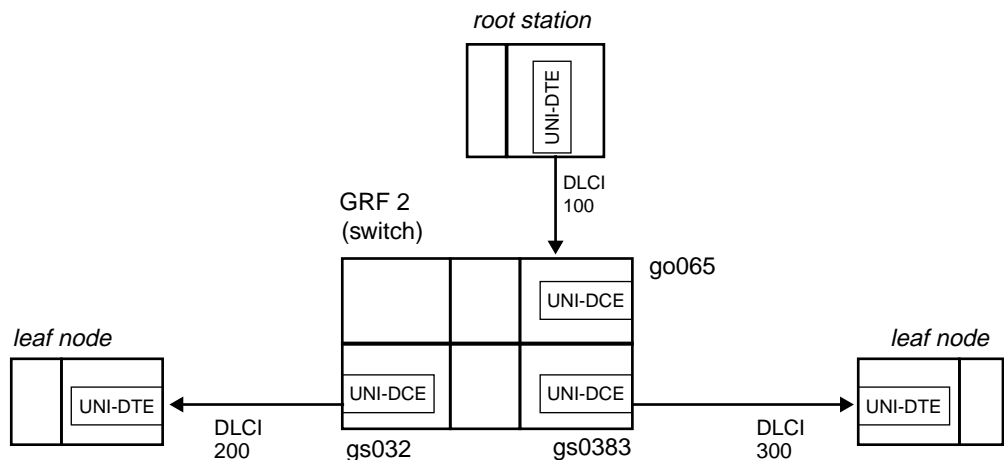 root station
UNI-DTE
DLCI
100
GRF 2
(switch)
go065
UNI-DCE
leaf node
leaf node
UNI-DTE
UNI-DCE
UNI-DCE
UNI-DTE
DLCI
200
gs032
gs0383
DLCI
300